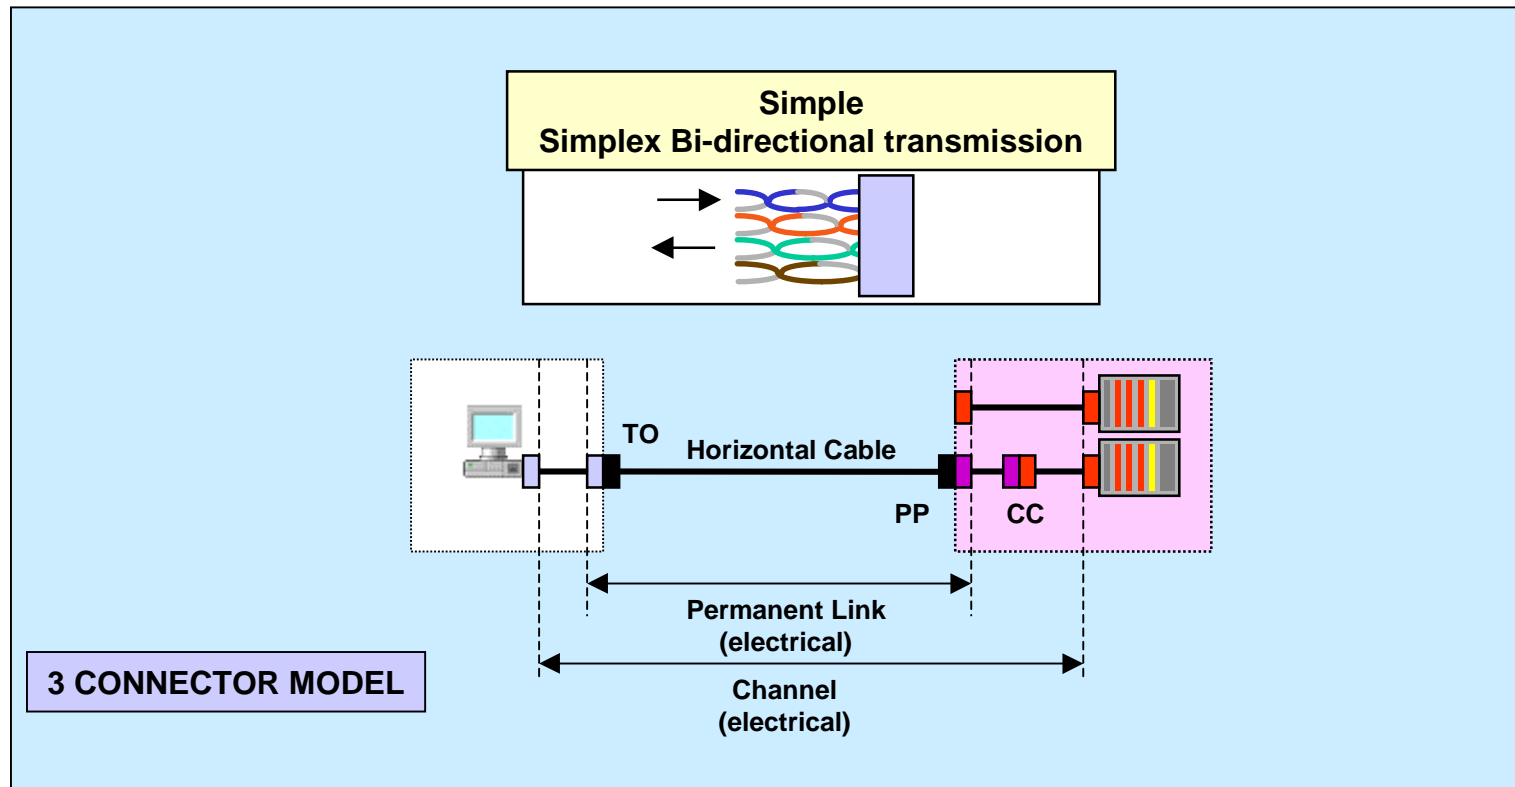 Simple
Simplex Bi-directional transmission
TO
Horizontal Cable
PP
CC
Permanent Link
(electrical)
3 CONNECTOR MODEL
Channel
(electrical)